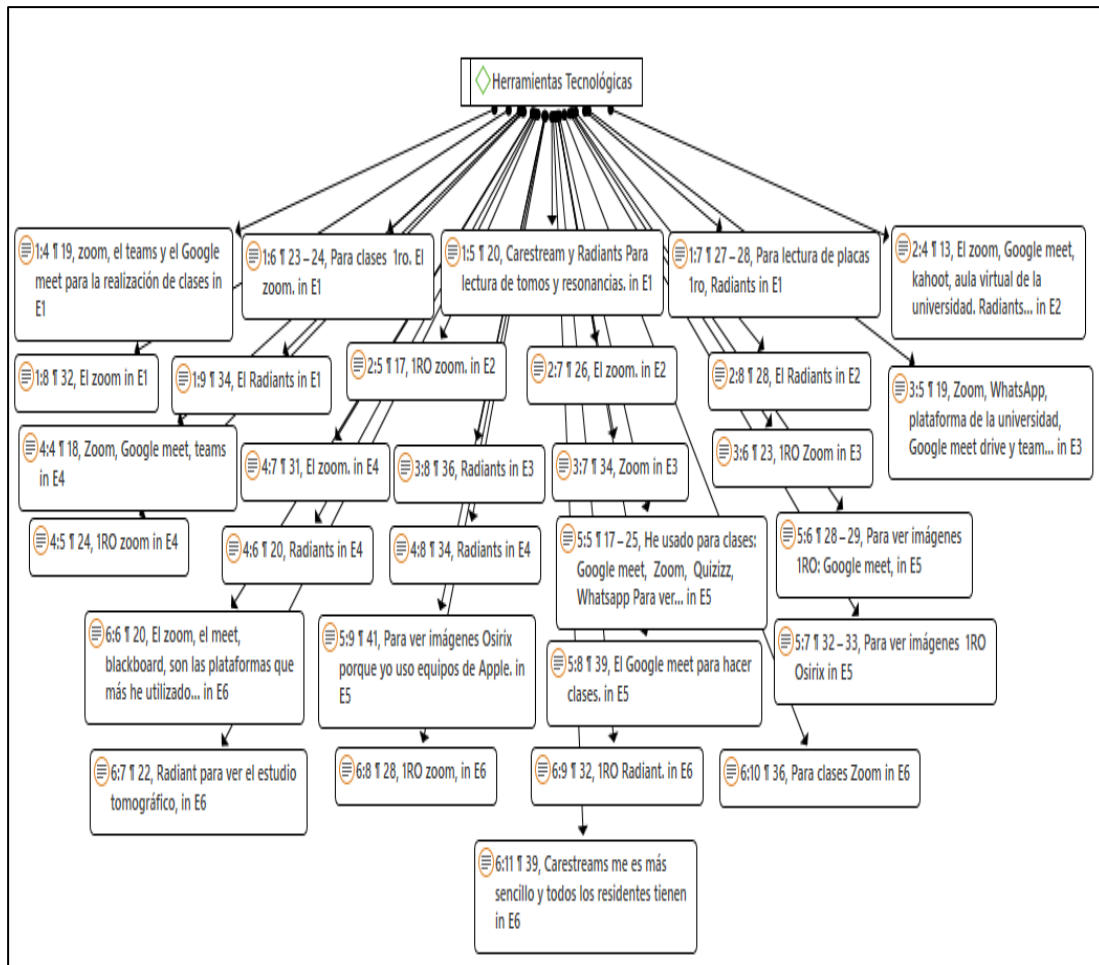 Herramientas Tecnológicas
1:4 ¶ 19, zoom, el teams y el Google
meet para la realización de clases in
E1
1:6 ¶ 23 – 24, Para clases 1ro. El
zoom. in E1
1:5 ¶ 20, Carestream y Radiants Para
lectura de tomos y resonancias. in E1
1:7 ¶ 27 – 28, Para lectura de placas
1ro, Radiants in E1
2:4 ¶ 13, El zoom, Google meet,
kahoot, aula virtual de la
universidad. Radiants... in E2
1:8 ¶ 32, El zoom in E1
1:9 ¶ 34, El Radiants in E1
2:5 ¶ 17, 1RO zoom. in E2
2:7 ¶ 26, El zoom. in E2
2:8 ¶ 28, El Radiants in E2
3:5 ¶ 19, Zoom, WhatsApp,
plataforma de la universidad,
Google meet drive y team... in E3
4:4 ¶ 18, Zoom, Google meet, teams
in E4
4:7 ¶ 31, El zoom. in E4
3:8 ¶ 36, Radiants in E3
3:7 ¶ 34, Zoom in E3
3:6 ¶ 23, 1RO Zoom in E3
4:5 ¶ 24, 1RO zoom in E4
4:6 ¶ 20, Radiants in E4
4:8 ¶ 34, Radiants in E4
5:5 ¶ 17 – 25, He usado para clases:
Google meet, Zoom, Quizizz,
Whatsapp Para ver... in E5
5:6 ¶ 28 – 29, Para ver imágenes
1RO: Google meet, in E5
6:6 ¶ 20, El zoom, el meet,
blackboard, son las plataformas que
más he utilizado... in E6
5:9 ¶ 41, Para ver imágenes Osirix
porque yo uso equipos de Apple. in
E5
5:8 ¶ 39, El Google meet para hacer
clases. in E5
5:7 ¶ 32 – 33, Para ver imágenes 1RO
Osirix in E5
6:7 ¶ 22, Radiant para ver el estudio
tomográfico, in E6
6:8 ¶ 28, 1RO zoom, in E6
6:9 ¶ 32, 1RO Radiant. in E6
6:10 ¶ 36, Para clases Zoom in E6
6:11 ¶ 39, Carestreams me es más
sencillo y todos los residentes tienen
in E6